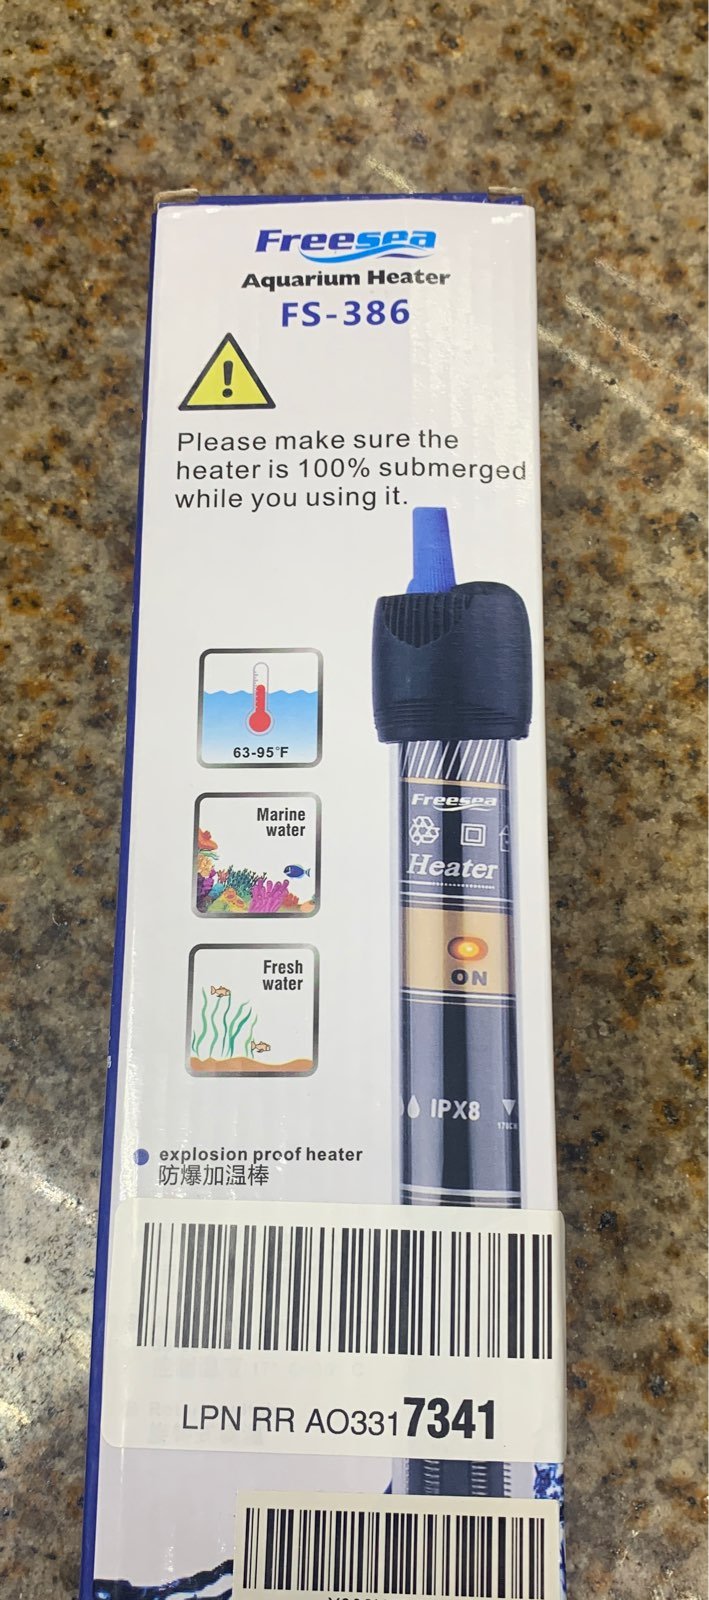 Freesea
Aquarium Heater
FS-386
Please make sure the
heater is 100% submerged
while you using it.
63-95°F
Marine
water
Fresh
water
Freesea
Heater
ON
IPX8
explosion proof heater
防爆加温棒
LPN RR AO3317341